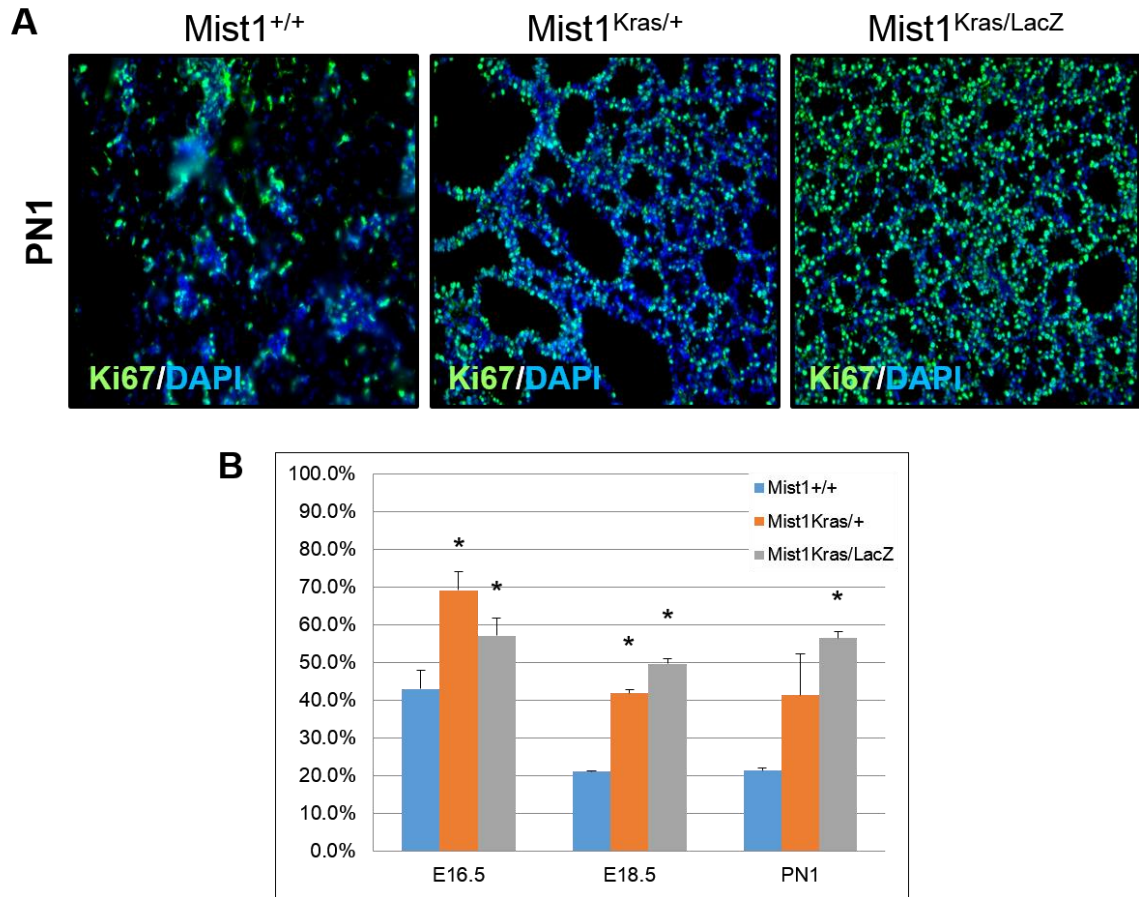 A
Mist1+/+
Mist1Kras/+
Mist1Kras/LacZ
PN1
Ki67/DAPI
Ki67/DAPI
Ki67/DAPI
B
100.0%
90.0%
80.0%
70.0%
60.0%
50.0%
40.0%
30.0%
20.0%
10.0%
0.0%
Mist1+/+
Mist1Kras/+
Mist1Kras/LacZ
*
*
*
*
*
E16.5
E18.5
PN1